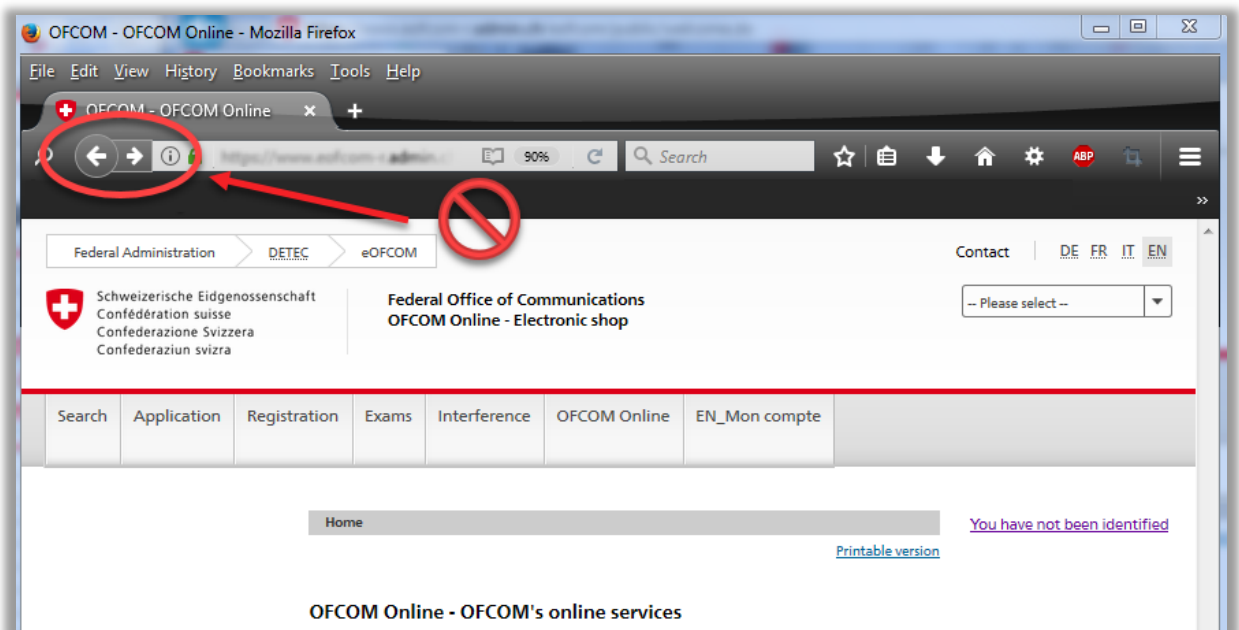 OFCOM - OFCOM Online - Mozilla Firefox
File Edit View History Bookmarks Tools Help
OFCOM - OFCOM Online
90% Search ABP
Federal Administration DETEC eOFCOM Contact DE FR IT EN
Schweizerische Eidgenossenschaft
Confédération suisse
Confederazione Svizzera
Confederaziun svizra
Federal Office of Communications
OFCOM Online - Electronic shop
-- Please select --
Search Application Registration Exams Interference OFCOM Online EN_Mon compte
Home
You have not been identified
Printable version
OFCOM Online - OFCOM's online services